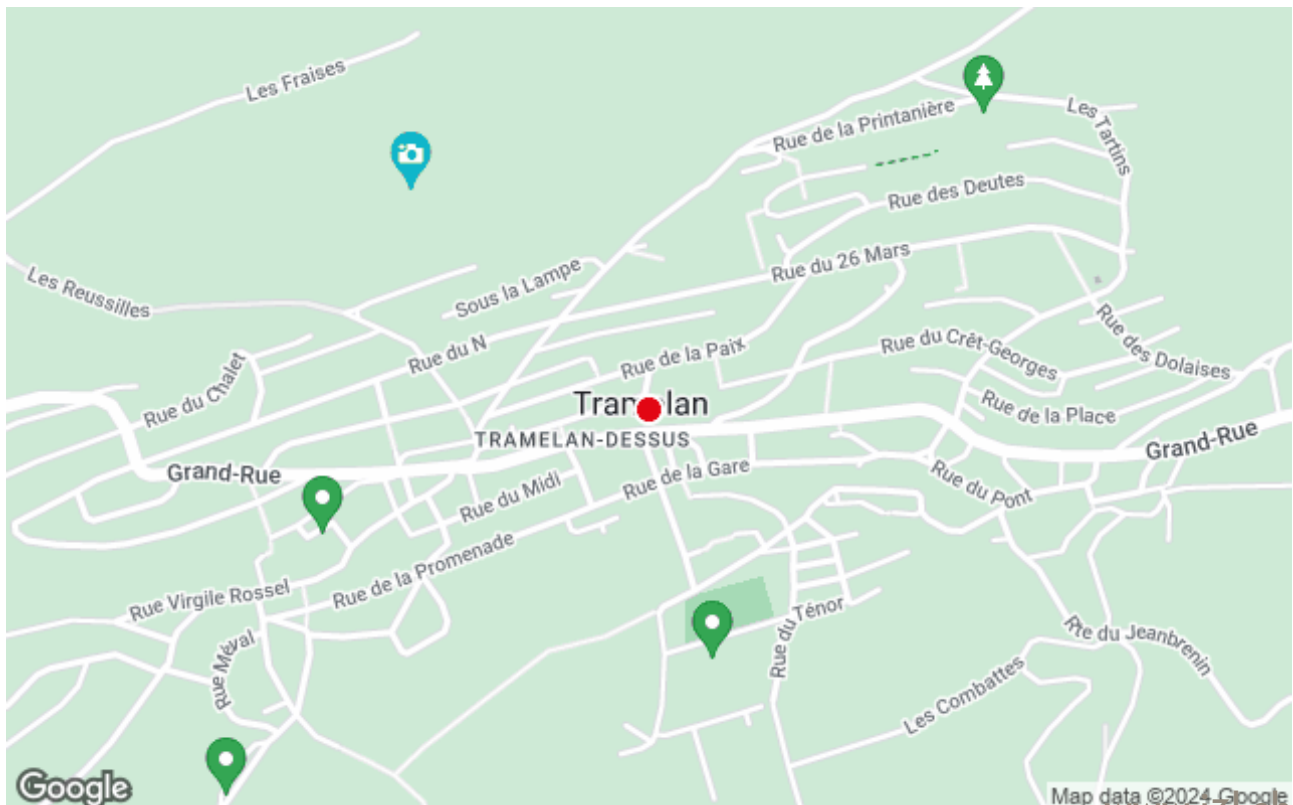 Les Fraises
Rue de la Printanière
Les Tartins
Rue des Deutes
Rue du 26 Mars
Sous la Lampe
Les Reussilles
Rue du N
Rue de la Paix
Rue du Crêt-Georges
Rue des Dolaises
Rue du Chalet
Rue de la Place
TRAMELAN-DESSUS
Grand-Rue
Grand-Rue
Rue de la Gare
Rue du Midi
Rue du Pont
Rue de la Promenade
Rue Virgile Rossel
Rue du Ténor
Rte du Jeanbrenin
Rue Méval
Les Combattes
Google
Map data ©2024 Google